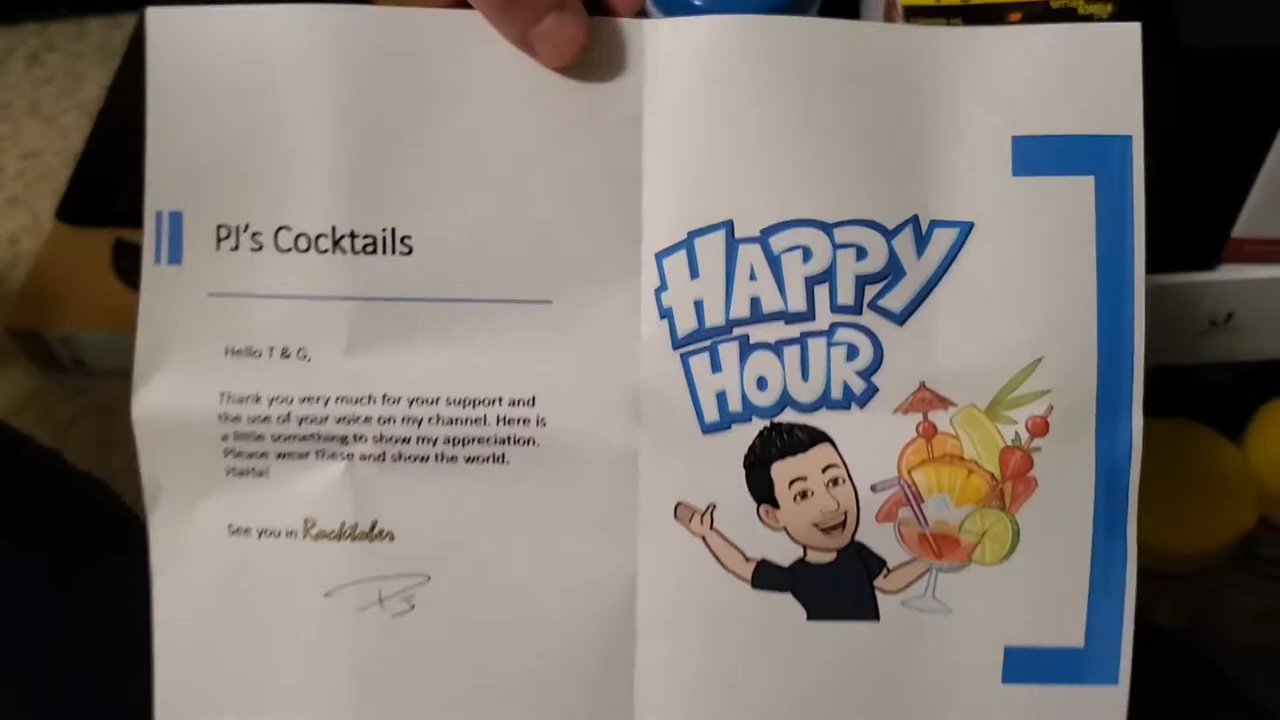 PJ's Cocktails
Hello T & G,
Thank you very much for your support and
the use of your voice on my channel. Here is
a little something to show my appreciation.
Please wear these and show the world.
HaHa!
See you in Rocktober
PJ's
HAPPY
HOUR